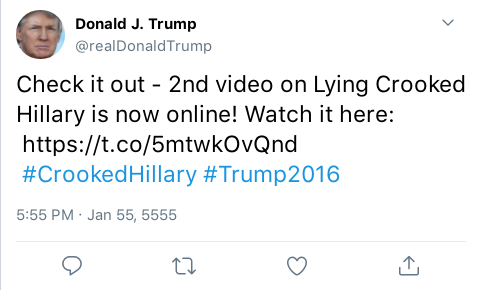 Donald J. Trump
@realDonaldTrump
Check it out - 2nd video on Lying Crooked
Hillary is now online! Watch it here:
https://t.co/5mtwkOvQnd
#CrookedHillary #Trump2016
5:55 PM · Jan 55, 5555